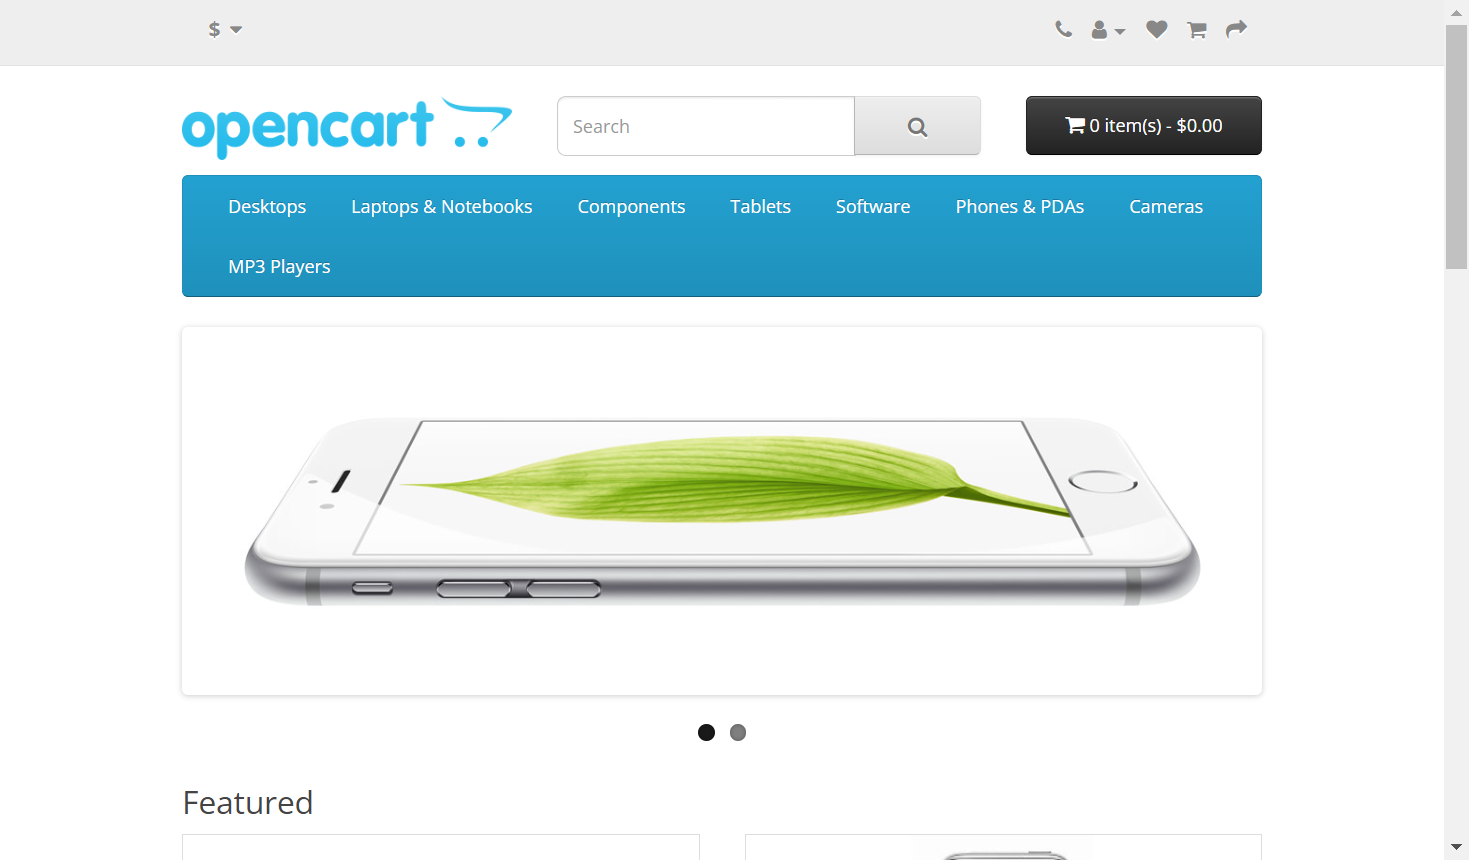 $
opencart
Search
0 item(s) - $0.00
Desktops
Laptops & Notebooks
Components
Tablets
Software
Phones & PDAs
Cameras
MP3 Players
Featured